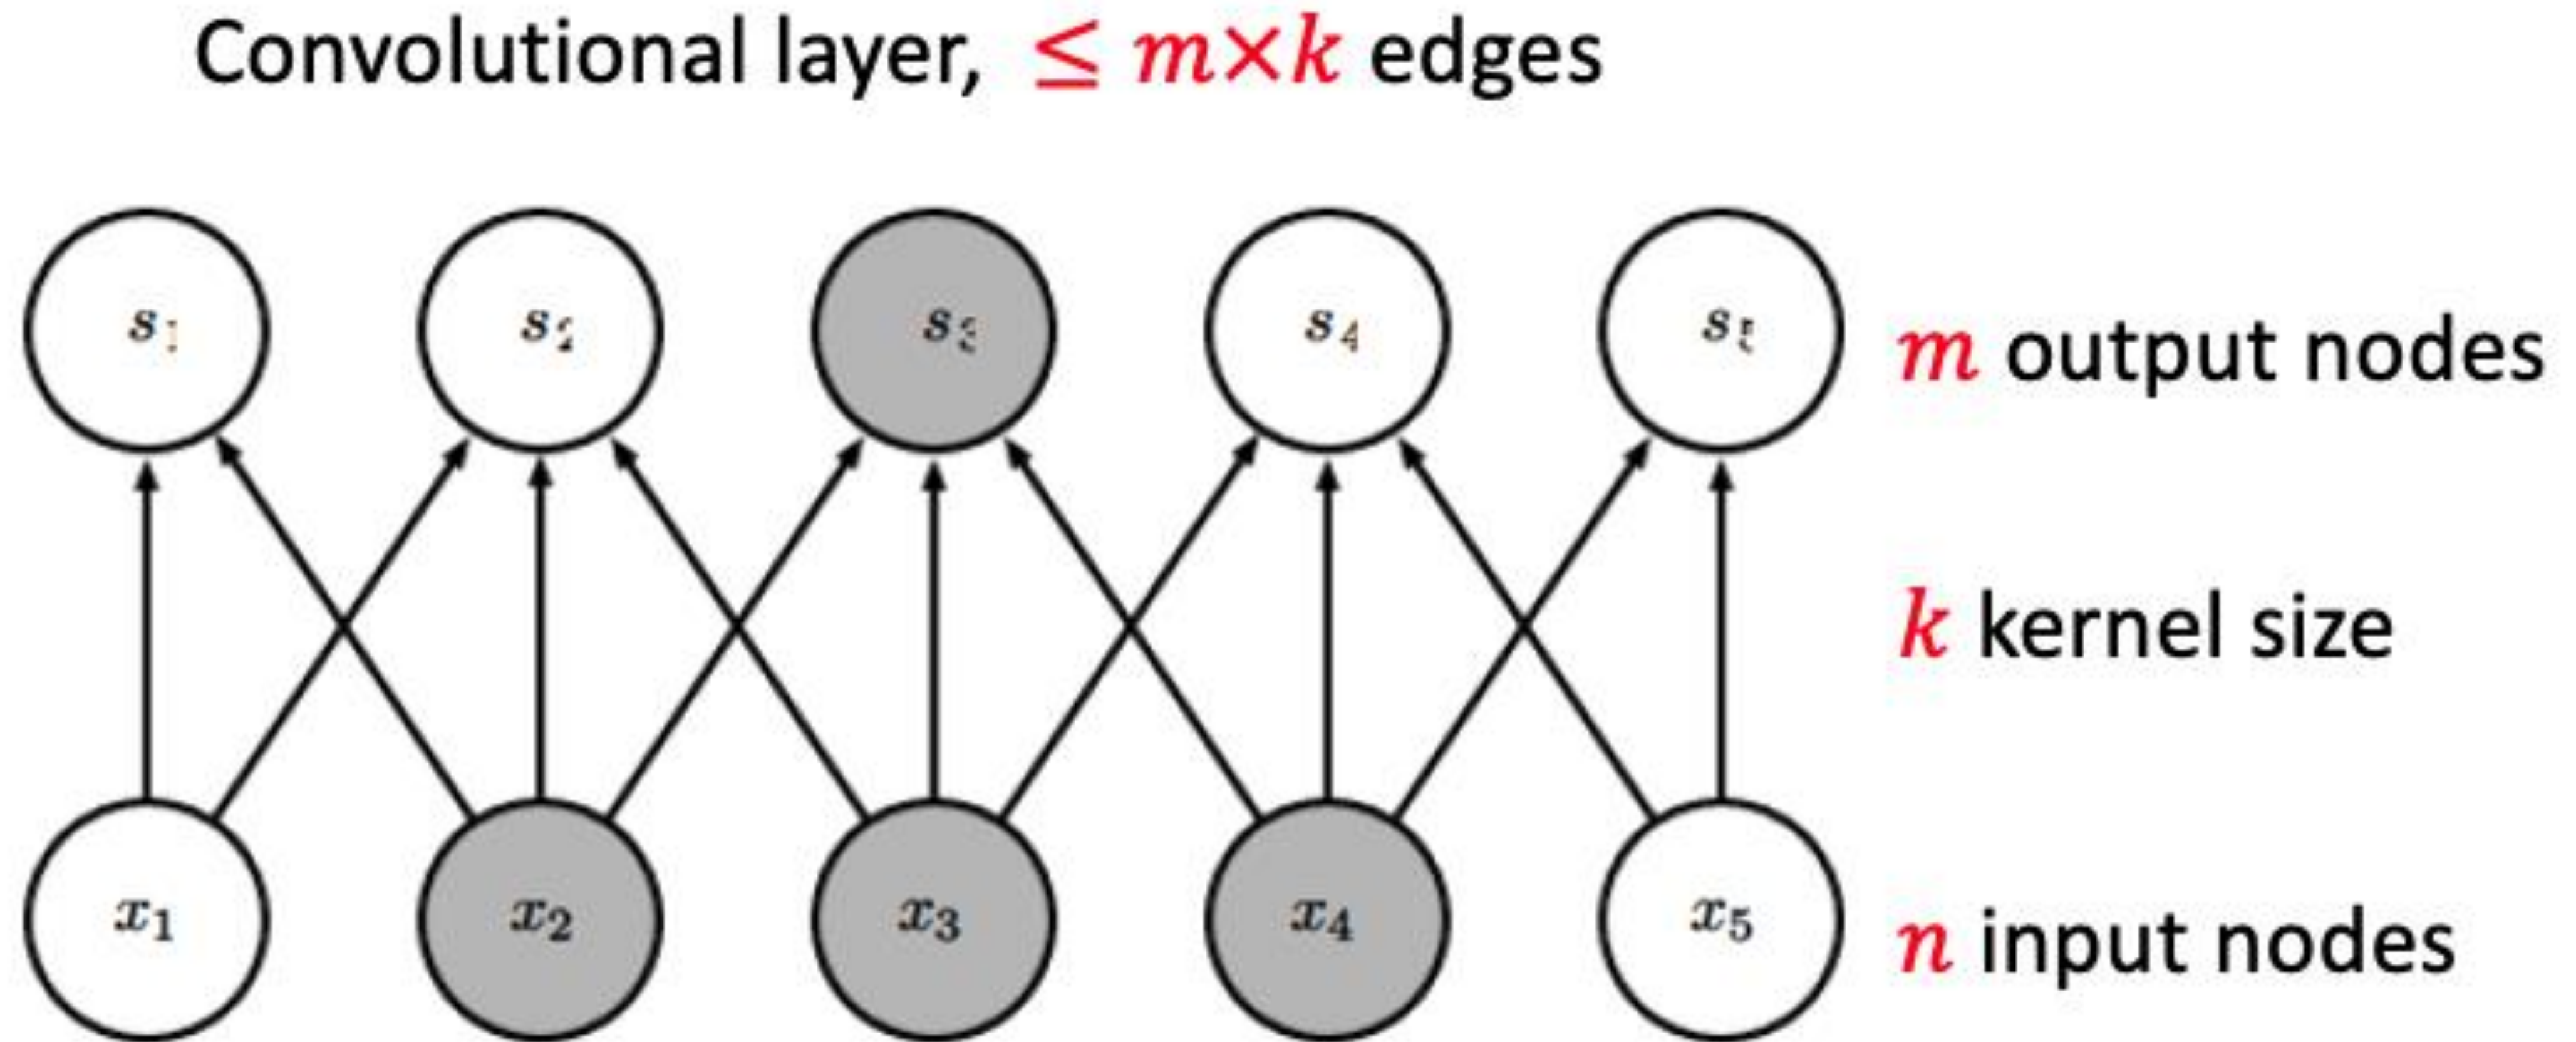 Convolutional layer, ≤ m×k edges
s1 s2 s3 s4 s5 m output nodes
k kernel size
x1 x2 x3 x4 x5 n input nodes